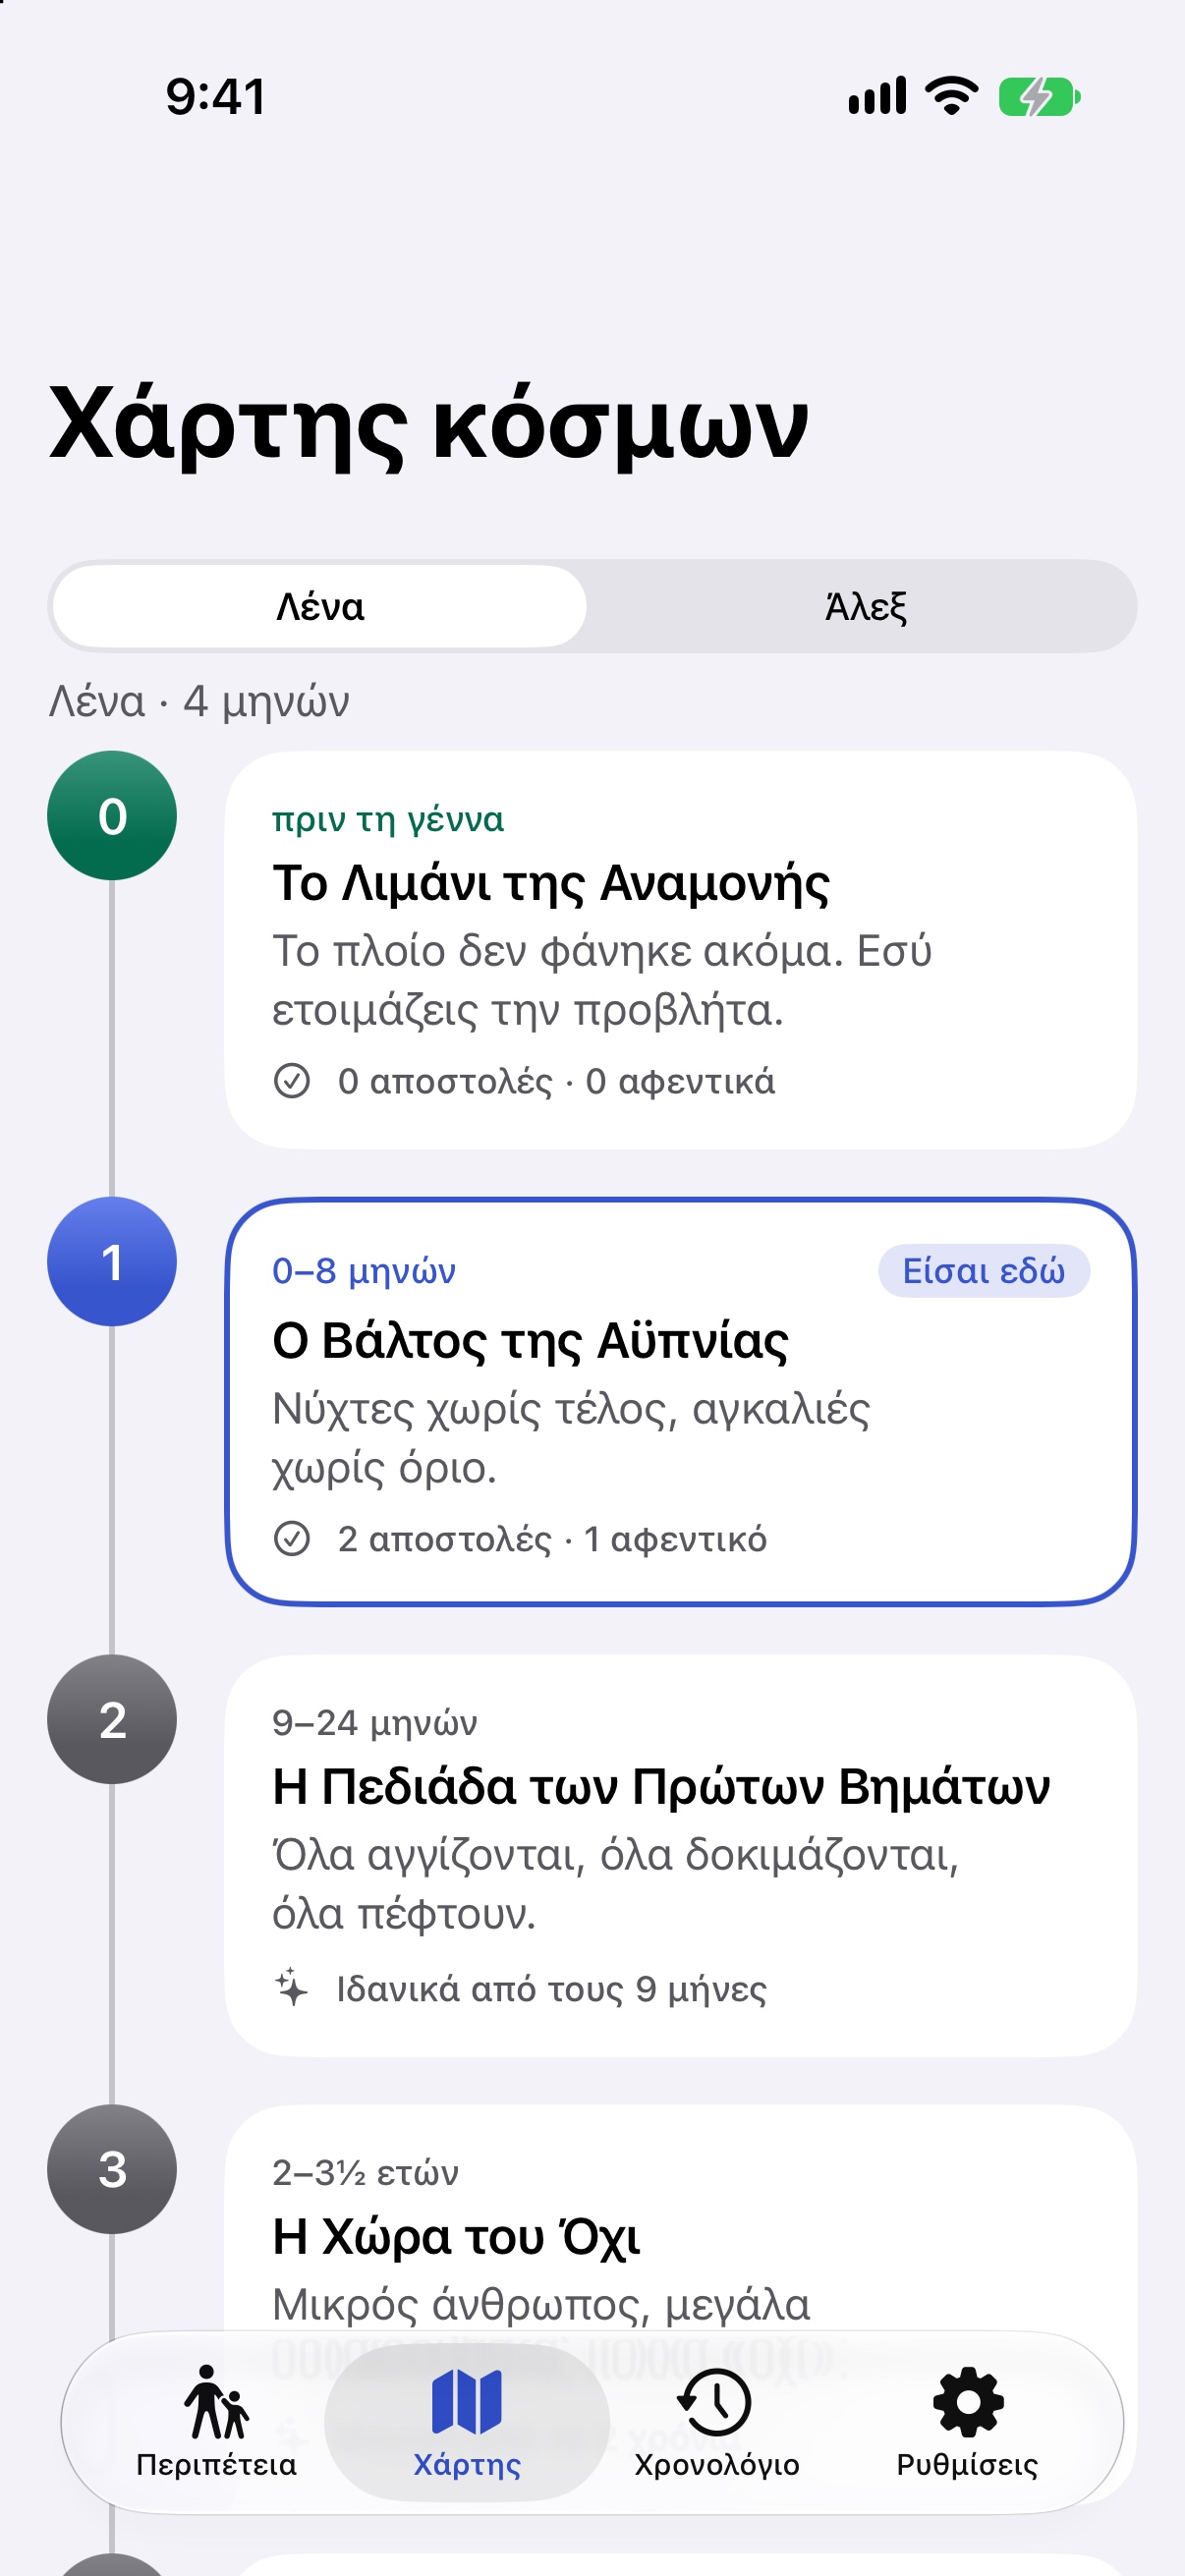 9:41
Χάρτης κόσμων
Λένα
Άλεξ
Λένα · 4 μηνών
0
πριν τη γέννα
Το Λιμάνι της Αναμονής
Το πλοίο δεν φάνηκε ακόμα. Εσύ
ετοιμάζεις την προβλήτα.
0 αποστολές · 0 αφεντικά
1
0–8 μηνών
Είσαι εδώ
Ο Βάλτος της Αϋπνίας
Νύχτες χωρίς τέλος, αγκαλιές
χωρίς όριο.
2 αποστολές · 1 αφεντικό
2
9–24 μηνών
Η Πεδιάδα των Πρώτων Βημάτων
Όλα αγγίζονται, όλα δοκιμάζονται,
όλα πέφτουν.
Ιδανικά από τους 9 μήνες
3
2–3½ ετών
Η Χώρα του Όχι
Μικρός άνθρωπος, μεγάλα
Περιπέτεια
Χάρτης
Χρονολόγιο
Ρυθμίσεις